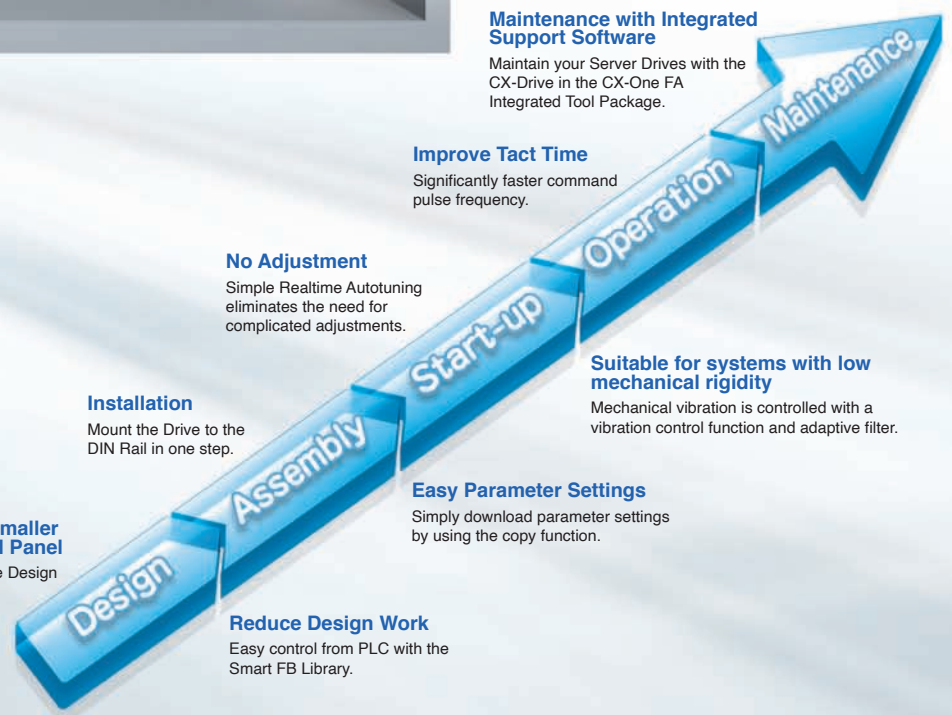 Maintenance with Integrated
Support Software
Maintain your Server Drives with the
CX-Drive in the CX-One FA
Integrated Tool Package.
Maintenance
Improve Tact Time
Significantly faster command
pulse frequency.
Operation
No Adjustment
Simple Realtime Autotuning
eliminates the need for
complicated adjustments.
Start-up
Suitable for systems with low
mechanical rigidity
Mechanical vibration is controlled with a
vibration control function and adaptive filter.
Installation
Mount the Drive to the
DIN Rail in one step.
Assembly
Easy Parameter Settings
Simply download parameter settings
by using the copy function.
Panel
Design
Design
Reduce Design Work
Easy control from PLC with the
Smart FB Library.